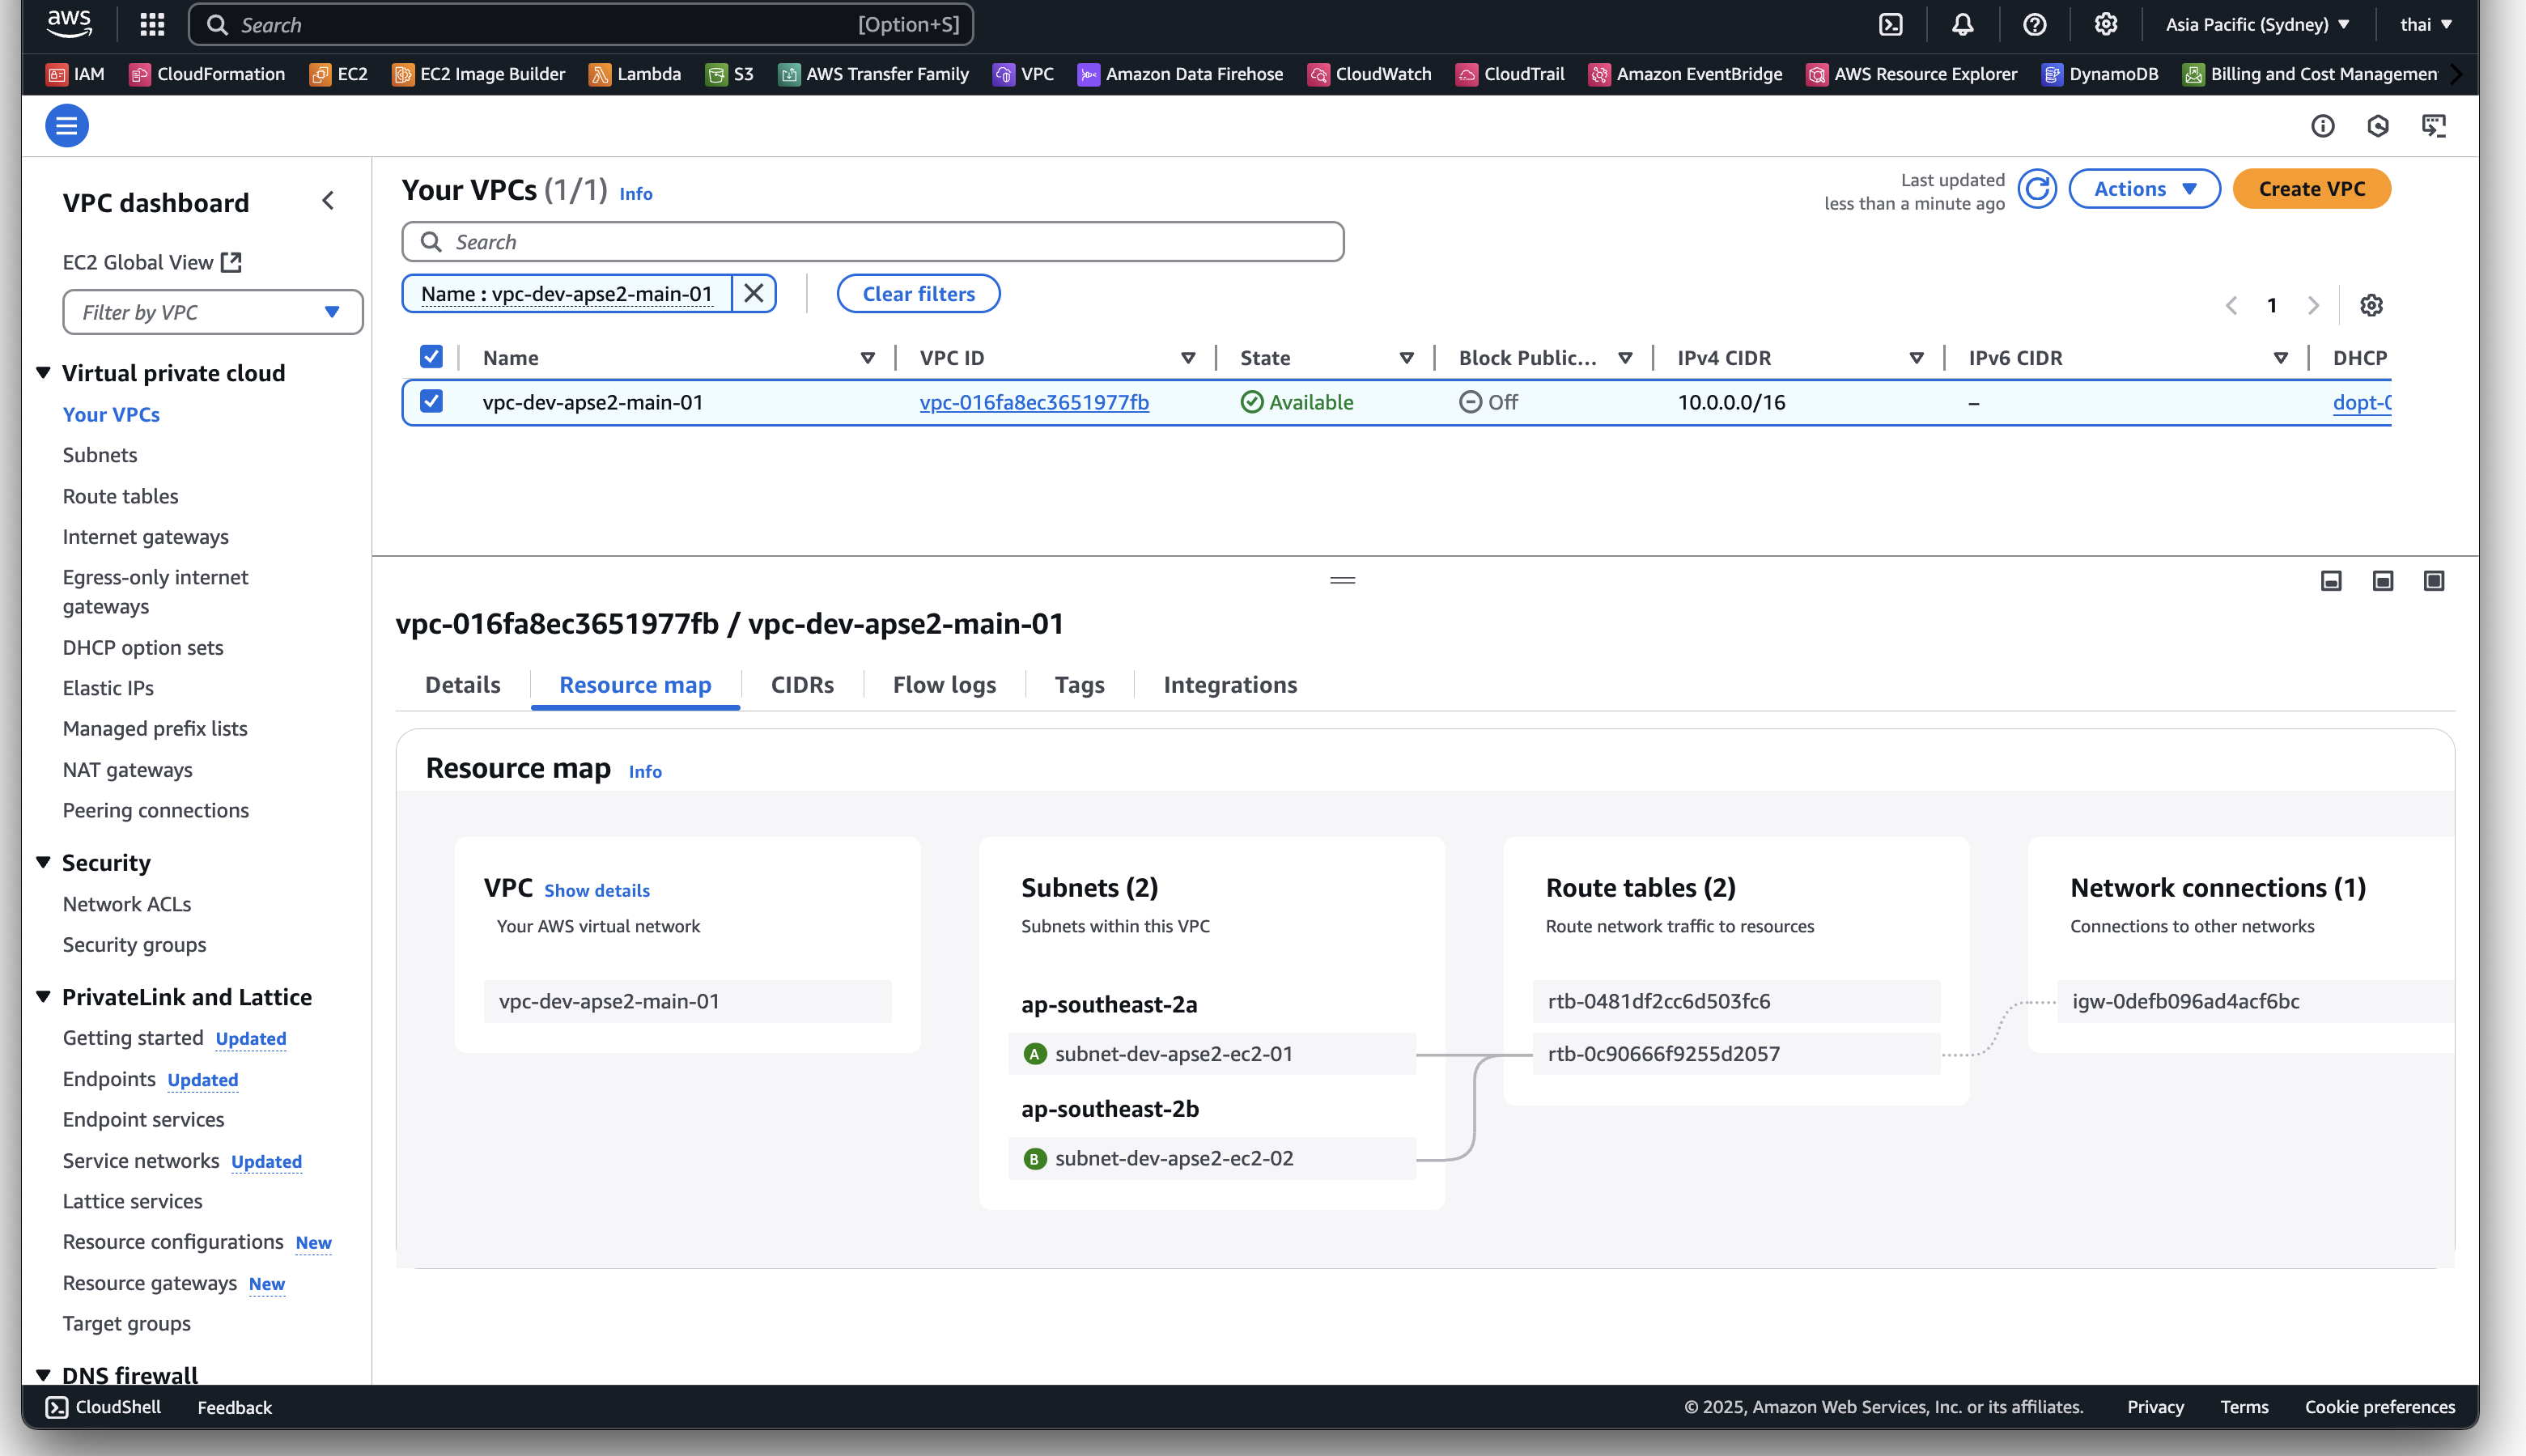 aws
Search [Option+S]
Asia Pacific (Sydney)
thai
IAM CloudFormation EC2 EC2 Image Builder Lambda S3 AWS Transfer Family VPC Amazon Data Firehose CloudWatch CloudTrail Amazon EventBridge AWS Resource Explorer DynamoDB Billing and Cost Managemen
VPC dashboard
EC2 Global View
Filter by VPC
Virtual private cloud
Your VPCs
Subnets
Route tables
Internet gateways
Egress-only internet
gateways
DHCP option sets
Elastic IPs
Managed prefix lists
NAT gateways
Peering connections
Security
Network ACLs
Security groups
PrivateLink and Lattice
Getting started Updated
Endpoints Updated
Endpoint services
Service networks Updated
Lattice services
Resource configurations New
Resource gateways New
Target groups
DNS firewall
Your VPCs (1/1) Info
Last updated
less than a minute ago
Actions
Create VPC
Search
Name : vpc-dev-apse2-main-01
Clear filters
1
Name VPC ID State Block Public... IPv4 CIDR IPv6 CIDR DHCP
vpc-dev-apse2-main-01 vpc-016fa8ec3651977fb Available Off 10.0.0.0/16 – dopt-0
vpc-016fa8ec3651977fb / vpc-dev-apse2-main-01
Details Resource map CIDRs Flow logs Tags Integrations
Resource map Info
VPC Show details
Your AWS virtual network
vpc-dev-apse2-main-01
Subnets (2)
Subnets within this VPC
ap-southeast-2a
A subnet-dev-apse2-ec2-01
ap-southeast-2b
B subnet-dev-apse2-ec2-02
Route tables (2)
Route network traffic to resources
rtb-0481df2cc6d503fc6
rtb-0c90666f9255d2057
Network connections (1)
Connections to other networks
igw-0defb096ad4acf6bc
CloudShell Feedback
© 2025, Amazon Web Services, Inc. or its affiliates. Privacy Terms Cookie preferences